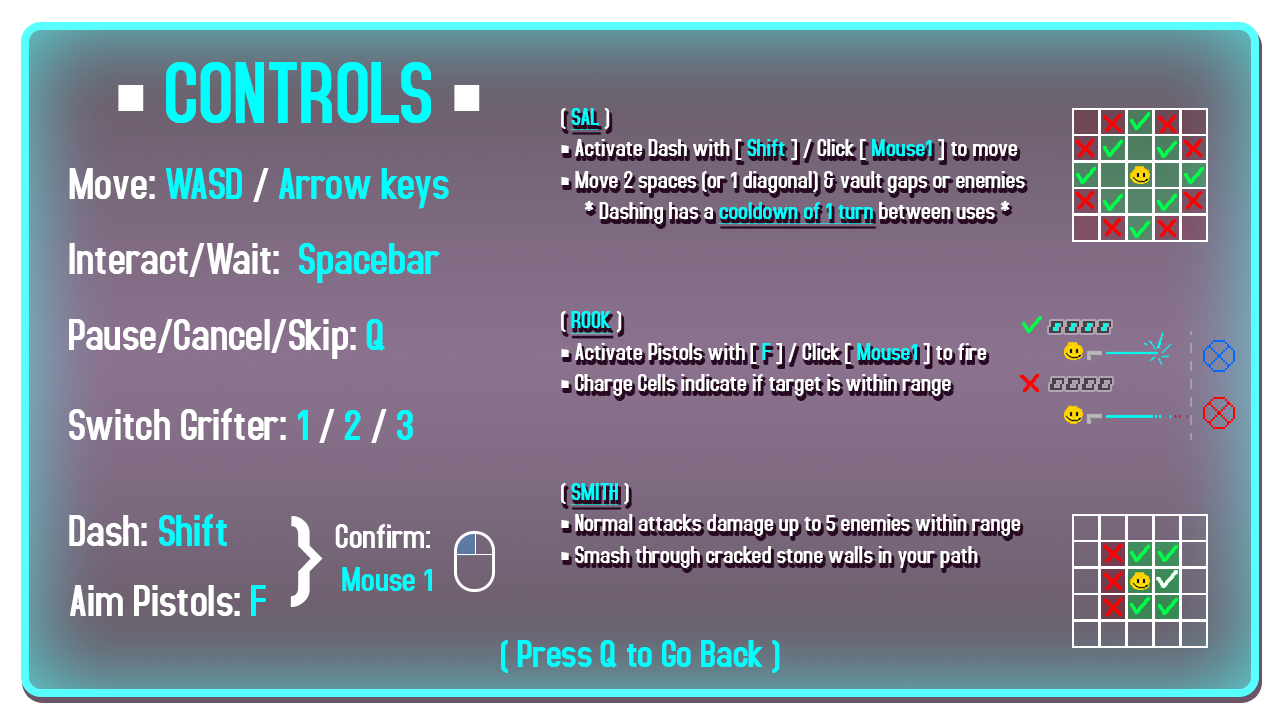 ▪ CONTROLS ▪
Move: WASD / Arrow keys
Interact/Wait: Spacebar
Pause/Cancel/Skip: Q
Switch Grifter: 1 / 2 / 3
Dash: Shift
Aim Pistols: F
}
Confirm:
Mouse 1
( SAL )
▪ Activate Dash with [ Shift ] / Click [ Mouse1 ] to move
▪ Move 2 spaces (or 1 diagonal) & vault gaps or enemies
* Dashing has a cooldown of 1 turn between uses *
( ROOK )
▪ Activate Pistols with [ F ] / Click [ Mouse1 ] to fire
▪ Charge Cells indicate if target is within range
( SMITH )
▪ Normal attacks damage up to 5 enemies within range
▪ Smash through cracked stone walls in your path
( Press Q to Go Back )